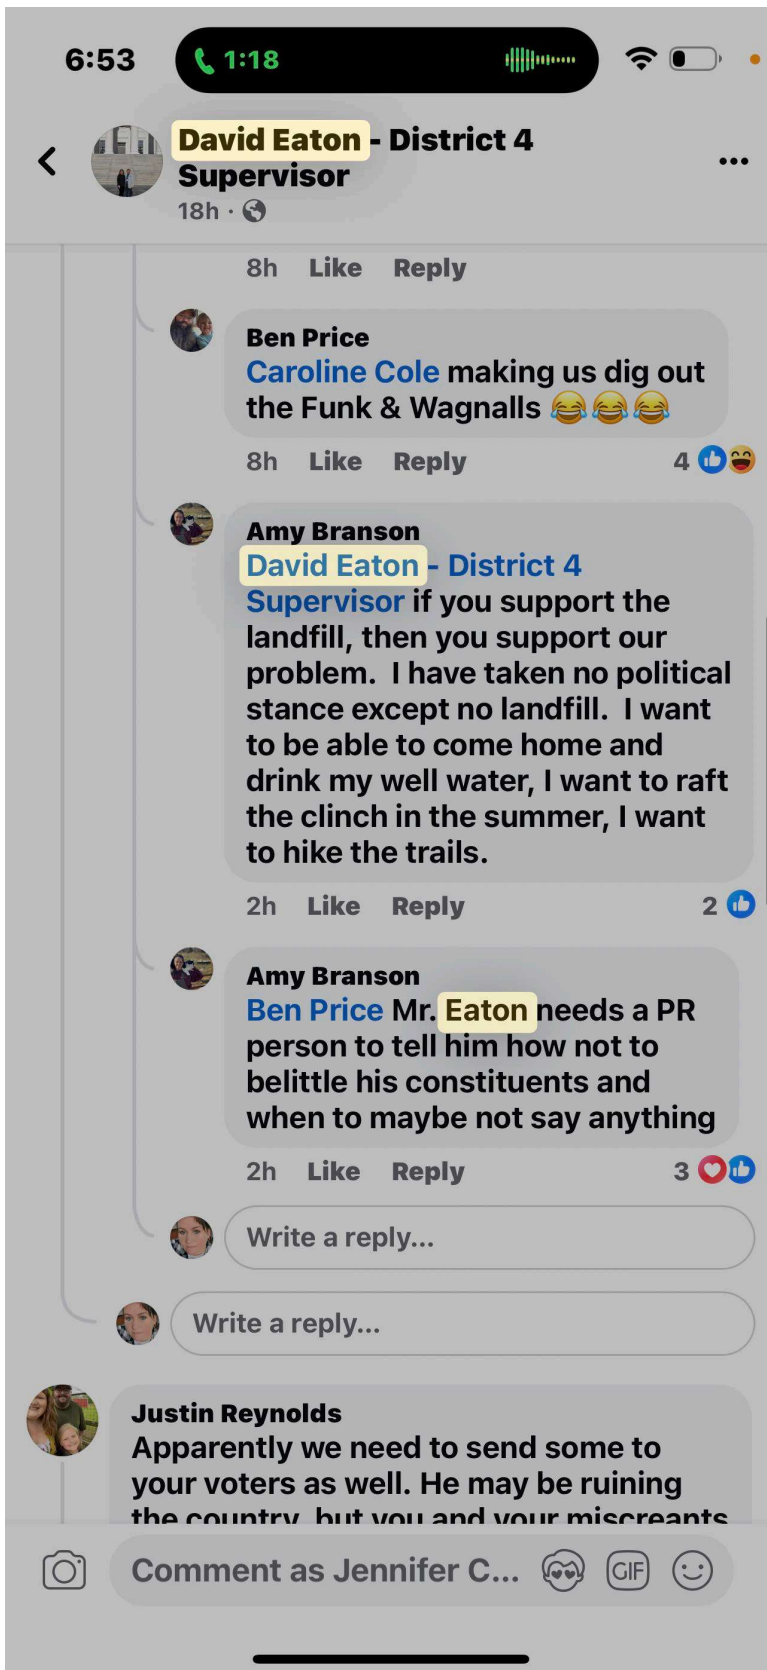 6:53
1:18
David Eaton - District 4
Supervisor
18h ·
8h Like Reply
Ben Price
Caroline Cole making us dig out
the Funk & Wagnalls 😂😂😂
8h Like Reply 4
Amy Branson
David Eaton - District 4
Supervisor if you support the
landfill, then you support our
problem. I have taken no political
stance except no landfill. I want
to be able to come home and
drink my well water, I want to raft
the clinch in the summer, I want
to hike the trails.
2h Like Reply 2
Amy Branson
Ben Price Mr. Eaton needs a PR
person to tell him how not to
belittle his constituents and
when to maybe not say anything
2h Like Reply 3
Write a reply...
Write a reply...
Justin Reynolds
Apparently we need to send some to
your voters as well. He may be ruining
the country, but you and your miscreants
Comment as Jennifer C...
GIF